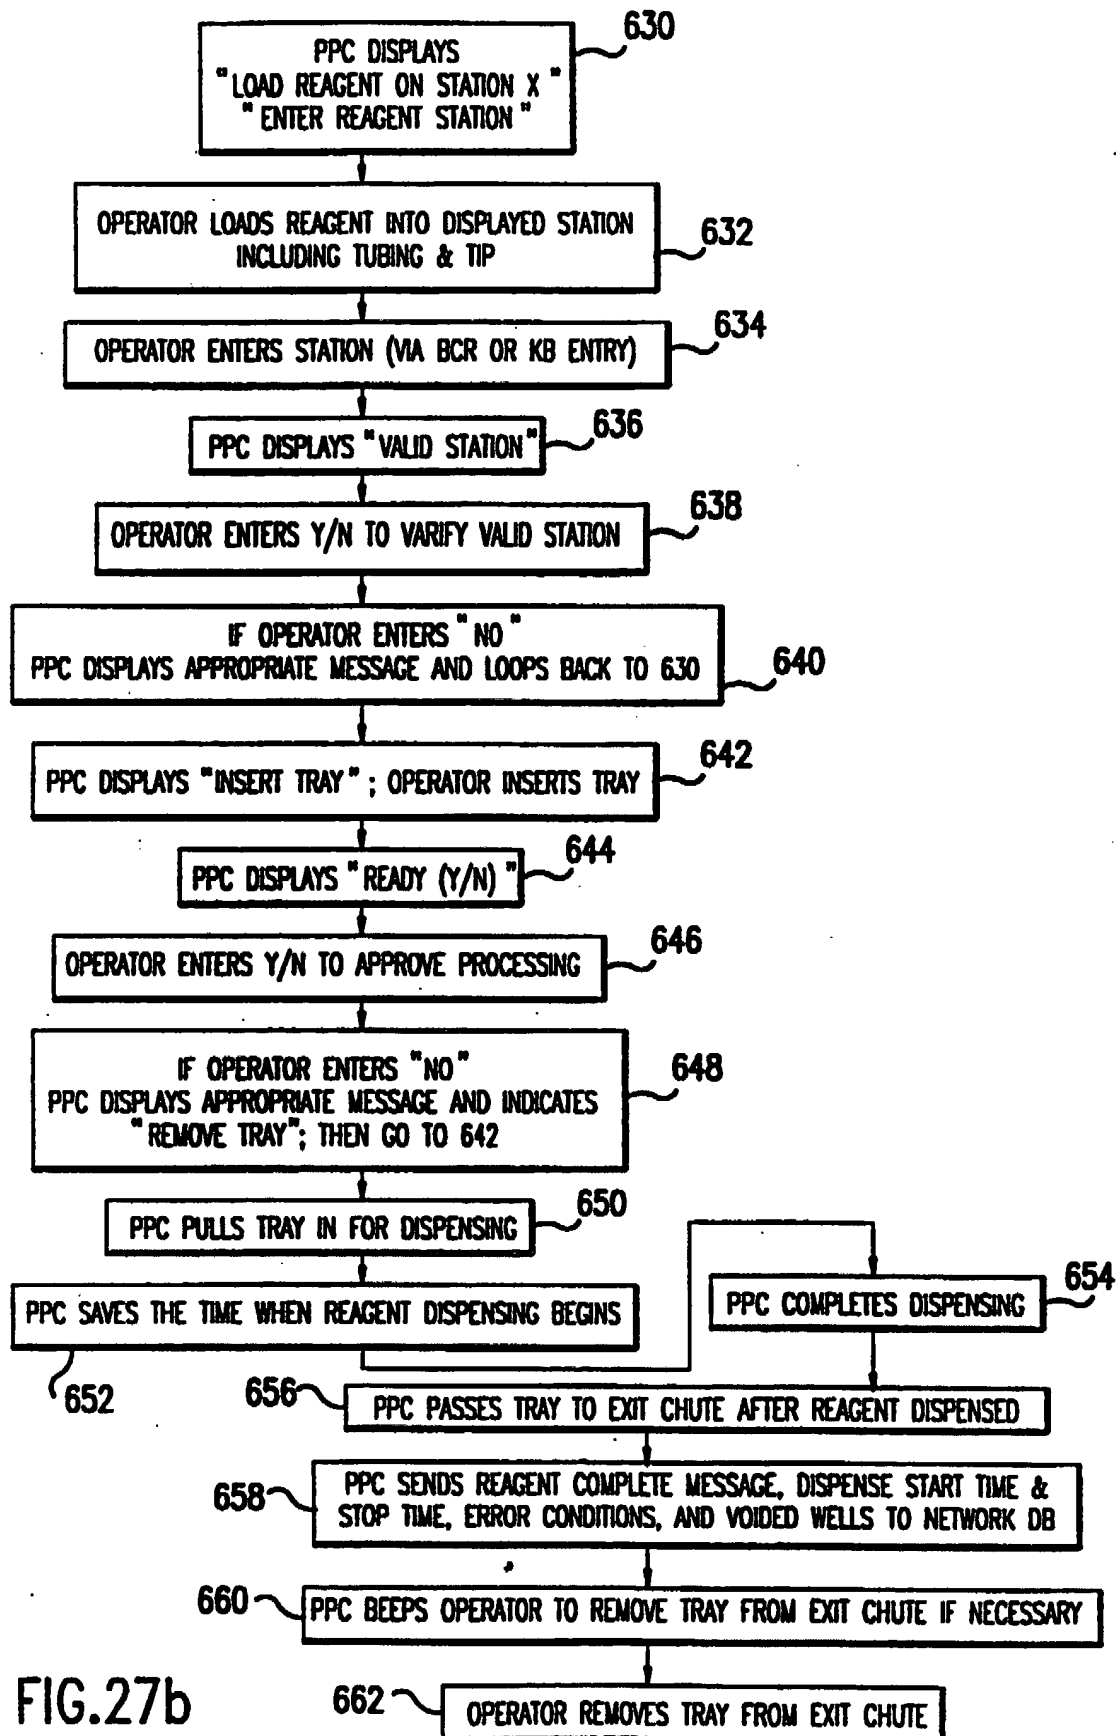 630
PPC DISPLAYS
"LOAD REAGENT ON STATION X"
"ENTER REAGENT STATION"
OPERATOR LOADS REAGENT INTO DISPLAYED STATION
INCLUDING TUBING & TIP
632
634
OPERATOR ENTERS STATION (VIA BCR OR KB ENTRY)
636
PPC DISPLAYS "VALID STATION"
638
OPERATOR ENTERS Y/N TO VARIFY VALID STATION
IF OPERATOR ENTERS "NO"
PPC DISPLAYS APPROPRIATE MESSAGE AND LOOPS BACK TO 630
640
642
PPC DISPLAYS "INSERT TRAY" ; OPERATOR INSERTS TRAY
644
PPC DISPLAYS "READY (Y/N)"
646
OPERATOR ENTERS Y/N TO APPROVE PROCESSING
IF OPERATOR ENTERS "NO"
648
PPC DISPLAYS APPROPRIATE MESSAGE AND INDICATES
"REMOVE TRAY"; THEN GO TO 642
650
PPC PULLS TRAY IN FOR DISPENSING
PPC SAVES THE TIME WHEN REAGENT DISPENSING BEGINS
652
654
PPC COMPLETES DISPENSING
656
PPC PASSES TRAY TO EXIT CHUTE AFTER REAGENT DISPENSED
658
PPC SENDS REAGENT COMPLETE MESSAGE, DISPENSE START TIME &
STOP TIME, ERROR CONDITIONS, AND VOIDED WELLS TO NETWORK DB
660
PPC BEEPS OPERATOR TO REMOVE TRAY FROM EXIT CHUTE IF NECESSARY
662
OPERATOR REMOVES TRAY FROM EXIT CHUTE
FIG.27b